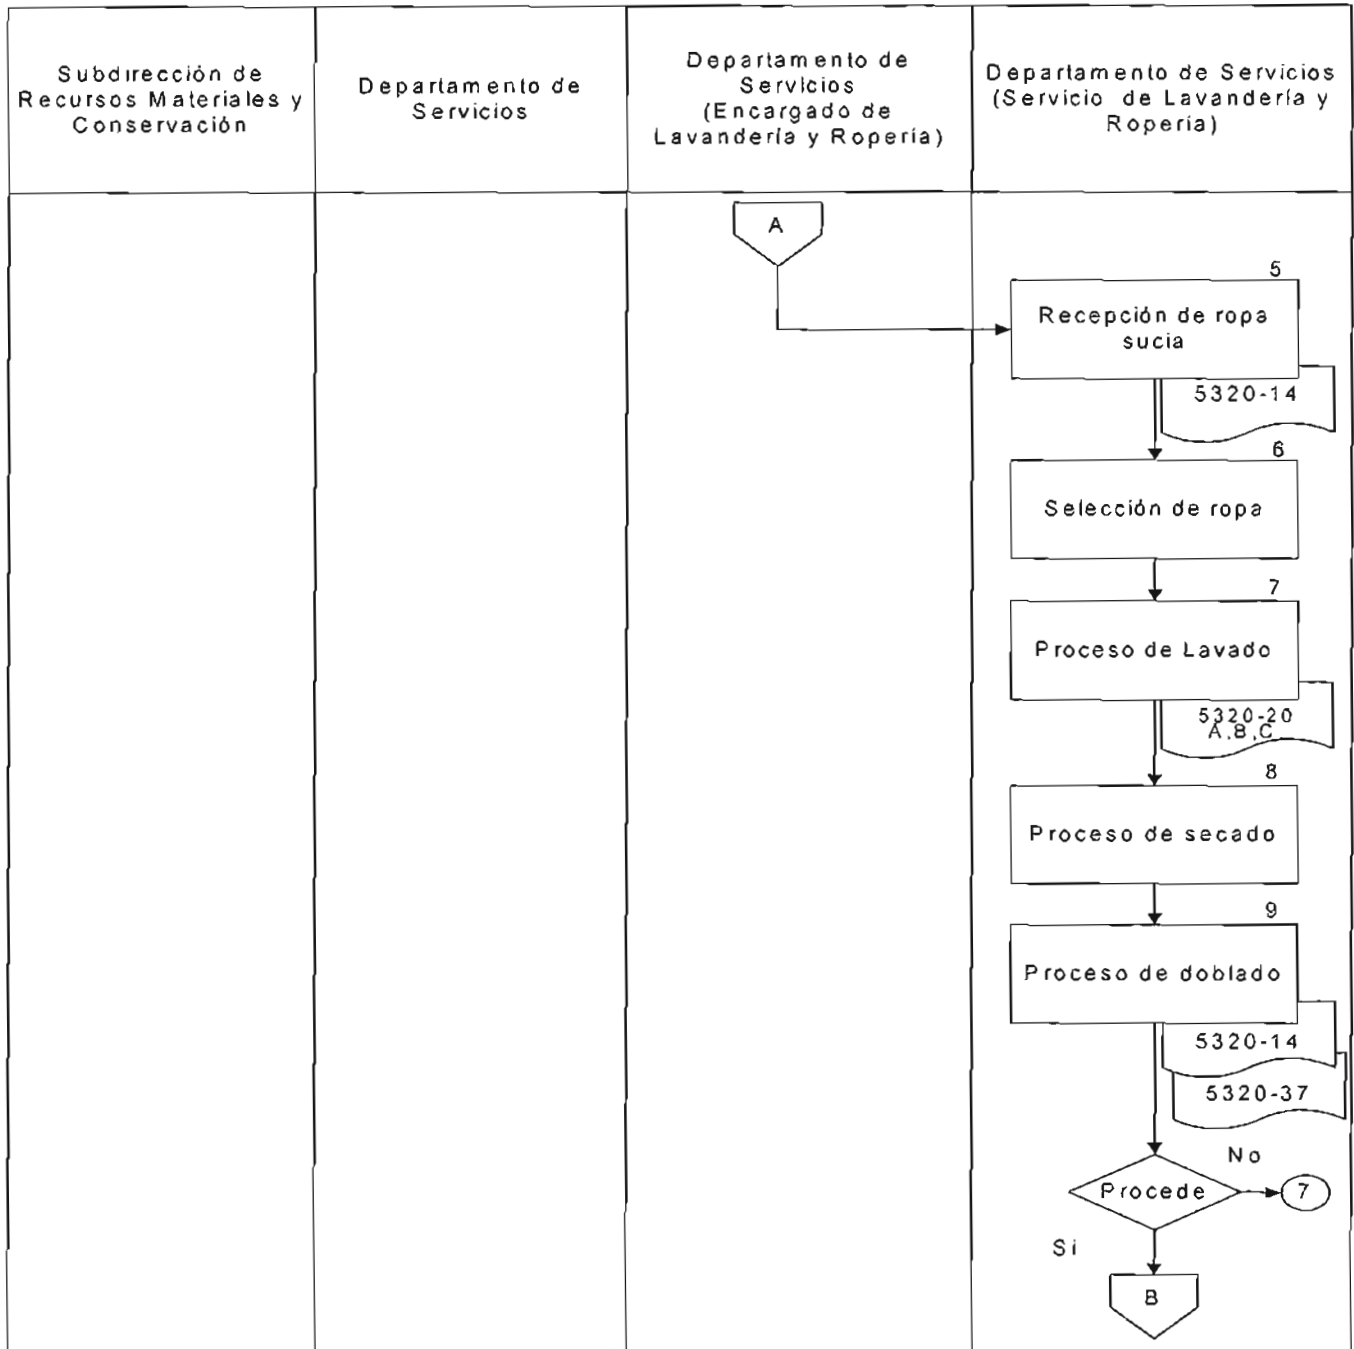 Subdirección de
Recursos Materiales y
Conservación
Departamento de
Servicios
Departamento de
Servicios
(Encargado de
Lavandería y Ropería)
Departamento de Servicios
(Servicio de Lavandería y
Ropería)
A
5
Recepción de ropa
sucia
5320-14
6
Selección de ropa
7
Proceso de Lavado
5320-20
A,B,C
8
Proceso de secado
9
Proceso de doblado
5320-14
5320-37
No
Procede
7
Si
B